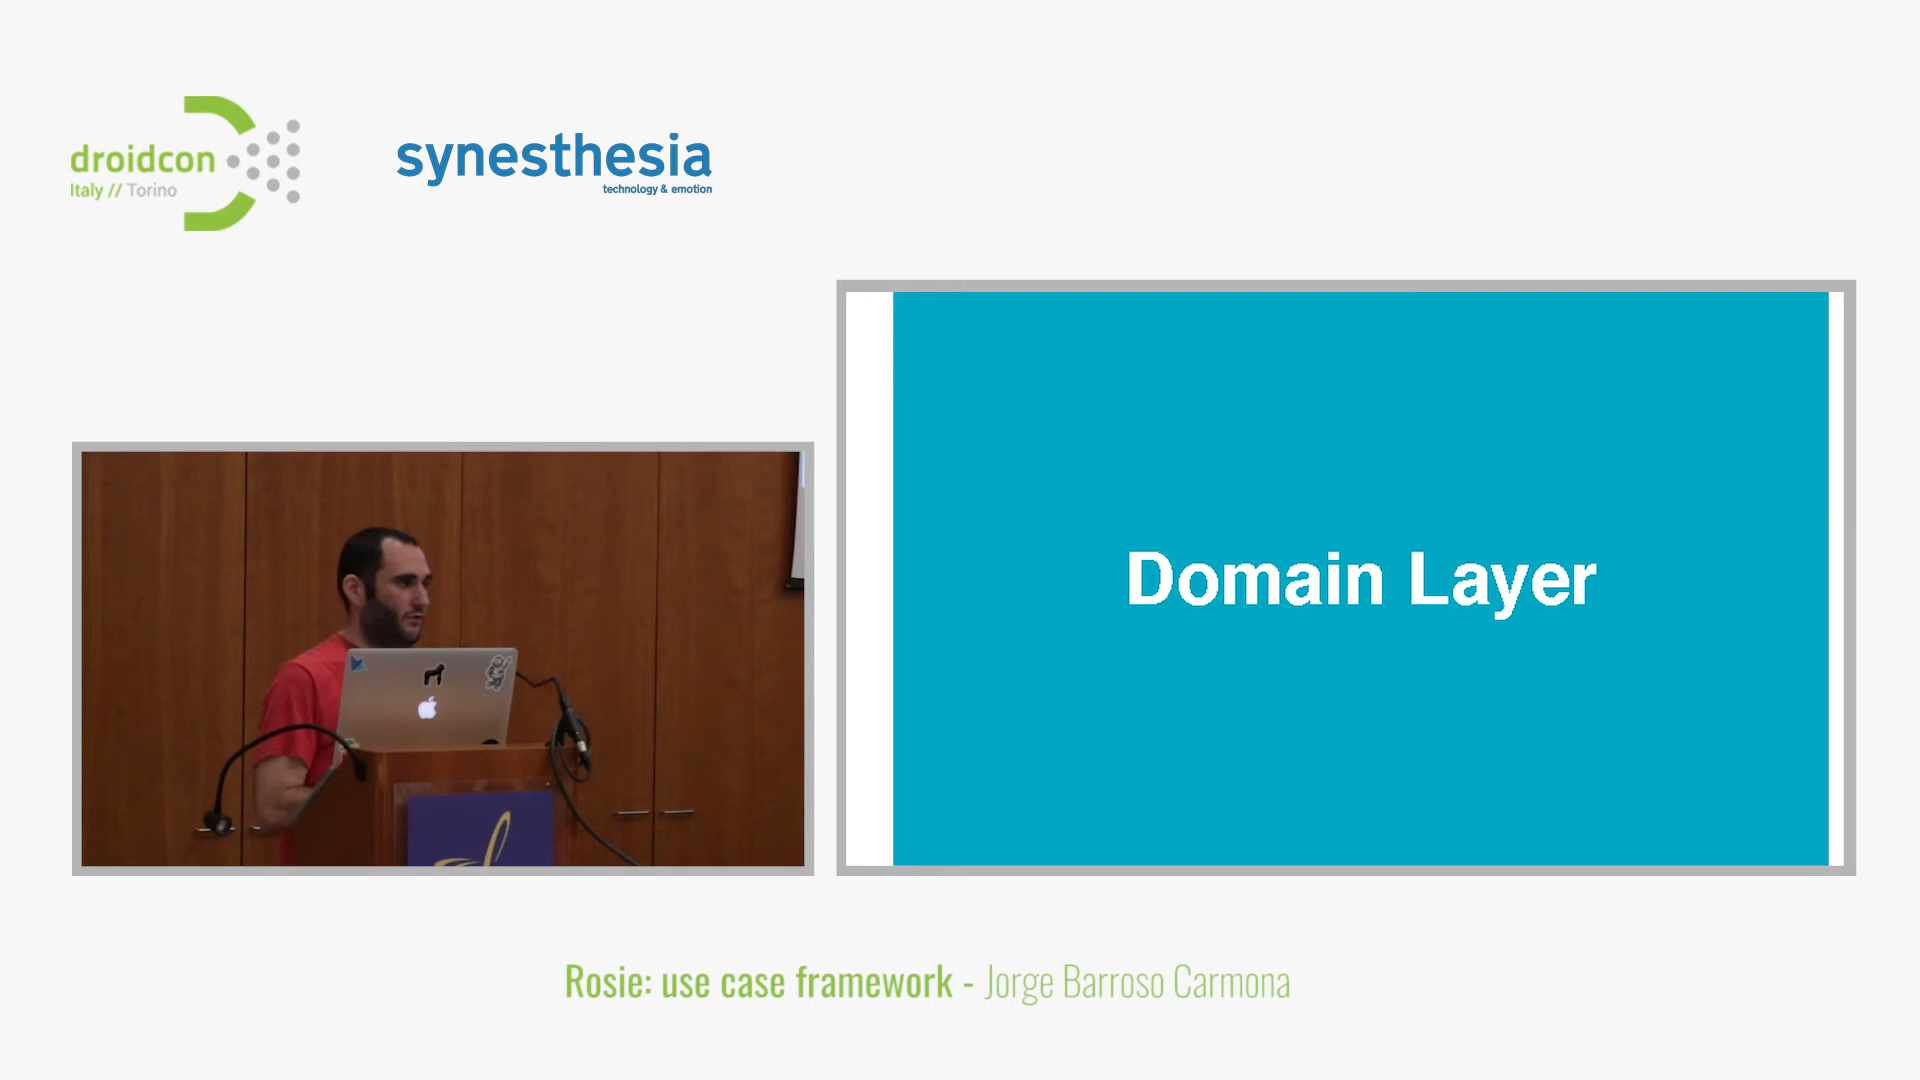 droidcon
Italy // Torino
synesthesia
technology & emotion
Domain Layer
Rosie: use case framework - Jorge Barroso Carmona